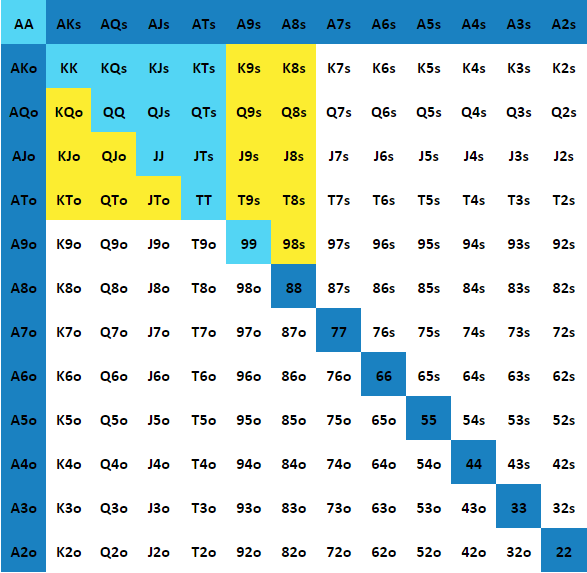 AA AKs AQs AJs ATs A9s A8s A7s A6s A5s A4s A3s A2s
AKo KK KQs KJs KTs K9s K8s K7s K6s K5s K4s K3s K2s
AQo KQo QQ QJs QTs Q9s Q8s Q7s Q6s Q5s Q4s Q3s Q2s
AJo KJo QJo JJ JTs J9s J8s J7s J6s J5s J4s J3s J2s
ATo KTo QTo JTo TT T9s T8s T7s T6s T5s T4s T3s T2s
A9o K9o Q9o J9o T9o 99 98s 97s 96s 95s 94s 93s 92s
A8o K8o Q8o J8o T8o 98o 88 87s 86s 85s 84s 83s 82s
A7o K7o Q7o J7o T7o 97o 87o 77 76s 75s 74s 73s 72s
A6o K6o Q6o J6o T6o 96o 86o 76o 66 65s 64s 63s 62s
A5o K5o Q5o J5o T5o 95o 85o 75o 65o 55 54s 53s 52s
A4o K4o Q4o J4o T4o 94o 84o 74o 64o 54o 44 43s 42s
A3o K3o Q3o J3o T3o 93o 83o 73o 63o 53o 43o 33 32s
A2o K2o Q2o J2o T2o 92o 82o 72o 62o 52o 42o 32o 22